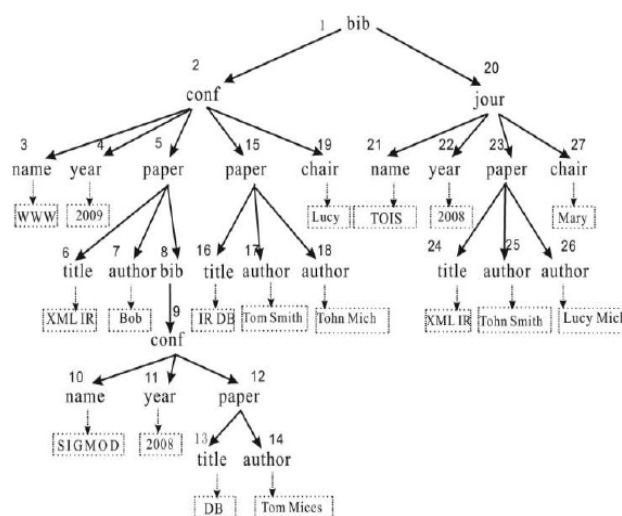 1 bib
2 20
conf jour
3 4 5 15 19 21 22 23 27
name year paper paper chair name year paper chair
WWW 2009 Lucy TOIS 2008 Mary
6 7 8 16 17 18 24 25 26
title author bib title author author title author author
XML IR Bob IR DB Tom Smith Tohn Mich XML IR Tohn Smith Lucy Mich
9
conf
10 11 12
name year paper
SIGMOD 2008 13 14
title author
DB Tom Mices